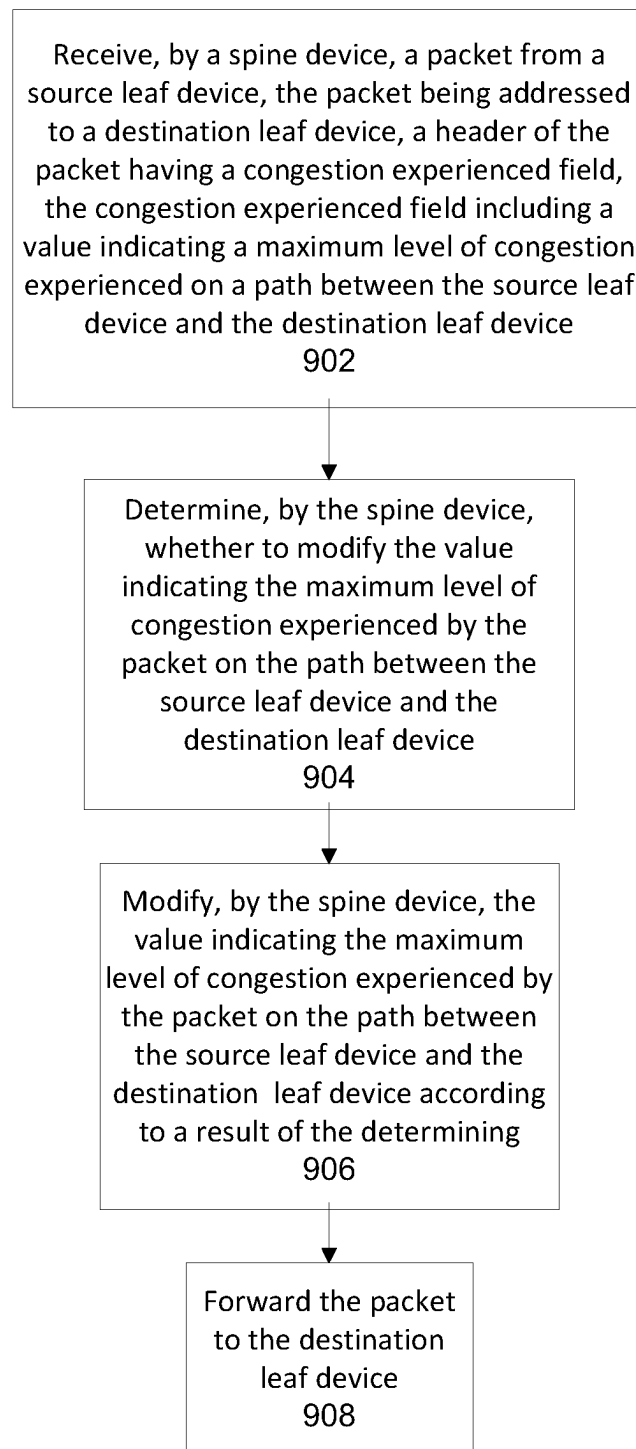 Receive, by a spine device, a packet from a
source leaf device, the packet being addressed
to a destination leaf device, a header of the
packet having a congestion experienced field,
the congestion experienced field including a
value indicating a maximum level of congestion
experienced on a path between the source leaf
device and the destination leaf device
902
Determine, by the spine device,
whether to modify the value
indicating the maximum level of
congestion experienced by the
packet on the path between the
source leaf device and the
destination leaf device
904
Modify, by the spine device, the
value indicating the maximum
level of congestion experienced by
the packet on the path between
the source leaf device and the
destination leaf device according
to a result of the determining
906
Forward the packet
to the destination
leaf device
908